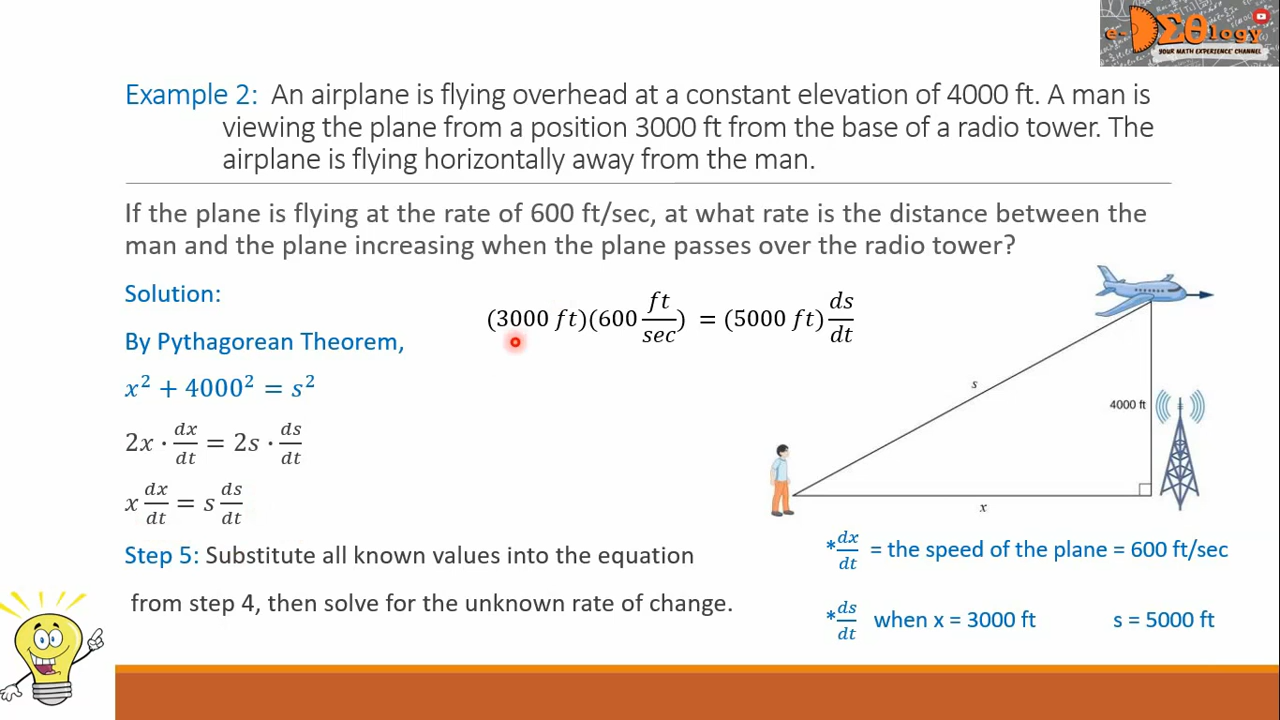 e-DΣθlogy
YOUR MATH EXPERIENCE CHANNEL
Example 2: An airplane is flying overhead at a constant elevation of 4000 ft. A man is
viewing the plane from a position 3000 ft from the base of a radio tower. The
airplane is flying horizontally away from the man.
If the plane is flying at the rate of 600 ft/sec, at what rate is the distance between the
man and the plane increasing when the plane passes over the radio tower?
Solution:
(3000 ft)(600 ft/sec) = (5000 ft) ds/dt
By Pythagorean Theorem,
x² + 4000² = s²
2x · dx/dt = 2s · ds/dt
x dx/dt = s ds/dt
s
4000 ft
x
Step 5: Substitute all known values into the equation
from step 4, then solve for the unknown rate of change.
*dx/dt = the speed of the plane = 600 ft/sec
*ds/dt when x = 3000 ft s = 5000 ft